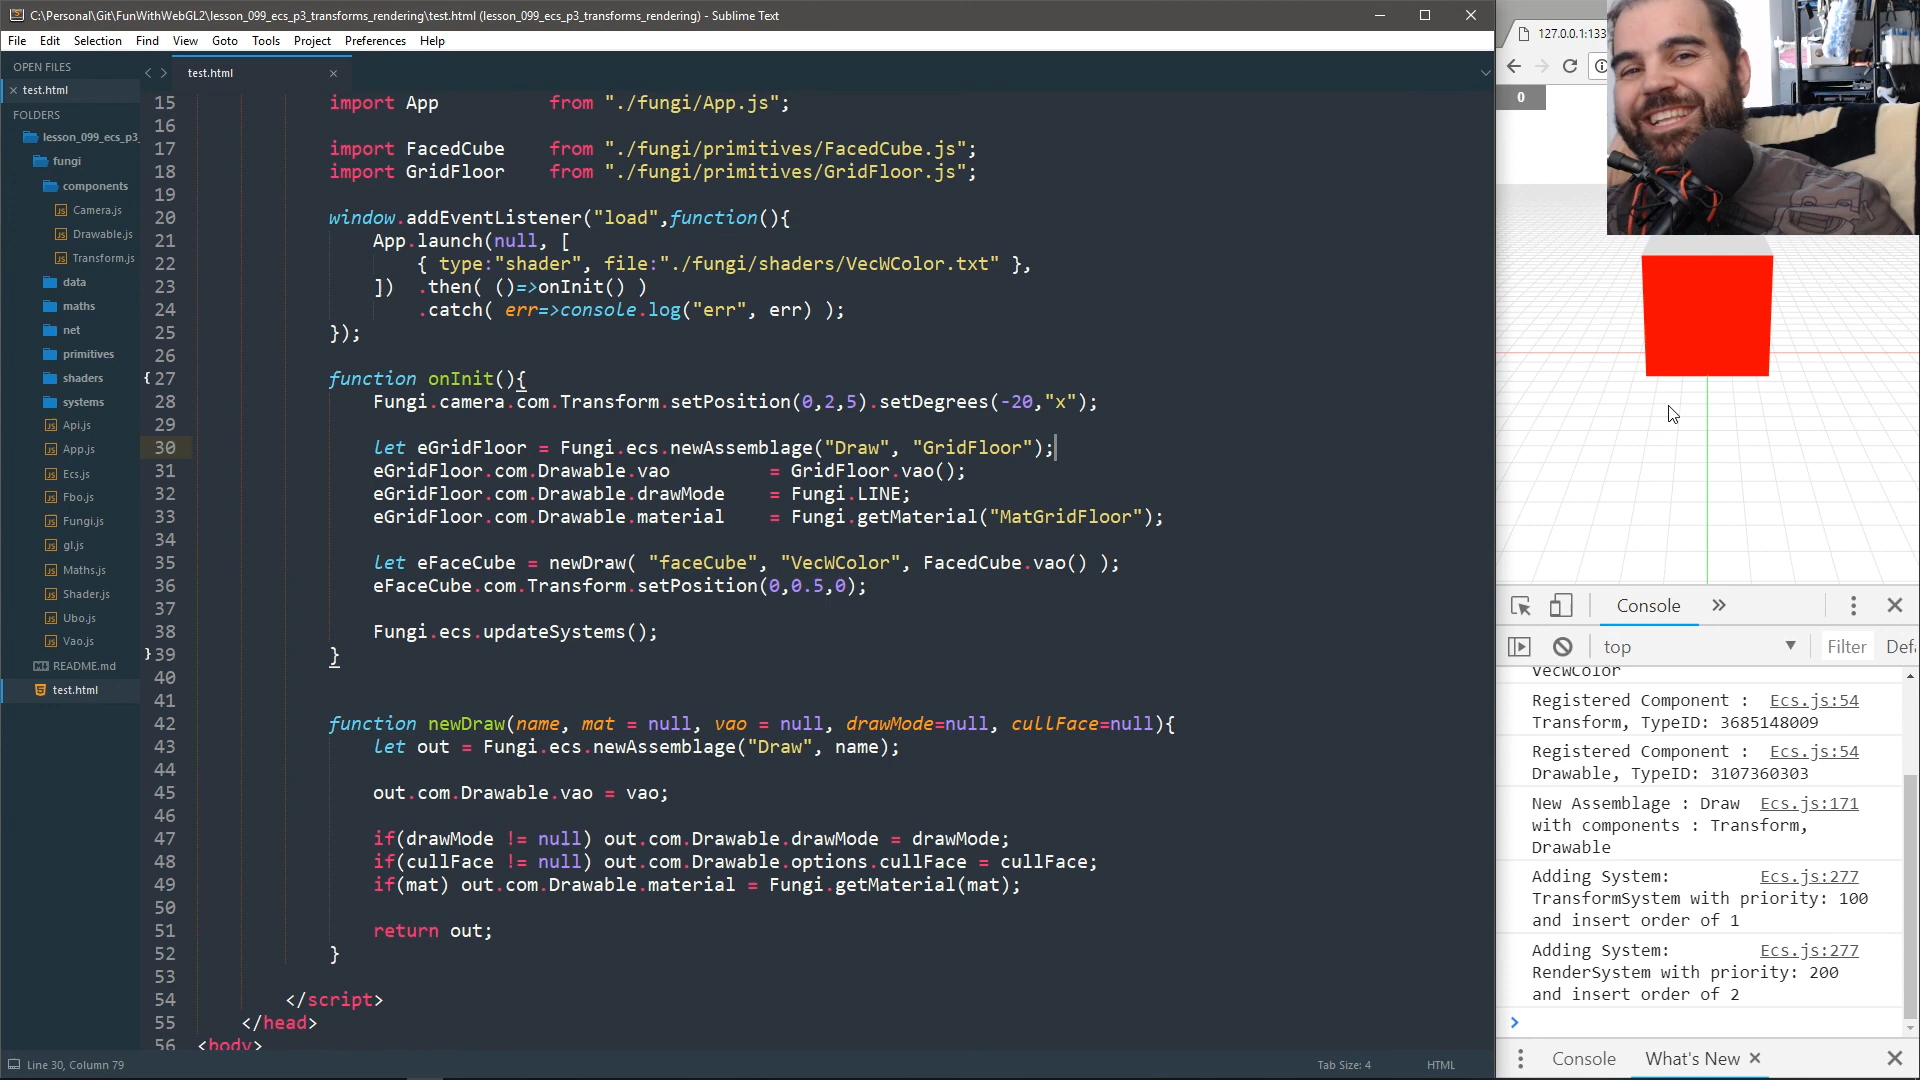 C:\Personal\Git\FunWithWebGL2\lesson_099_ecs_p3_transforms_rendering\test.html (lesson_099_ecs_p3_transforms_rendering) - Sublime Text
File Edit Selection Find View Goto Tools Project Preferences Help
OPEN FILES
test.html
FOLDERS
lesson_099_ecs_p3_
fungi
components
Camera.js
Drawable.js
Transform.js
data
maths
net
primitives
shaders
systems
Api.js
App.js
Ecs.js
Fbo.js
Fungi.js
gl.js
Maths.js
Shader.js
Ubo.js
Vao.js
README.md
test.html
test.html
15 import App from "./fungi/App.js";
16
17 import FacedCube from "./fungi/primitives/FacedCube.js";
18 import GridFloor from "./fungi/primitives/GridFloor.js";
19
20 window.addEventListener("load",function(){
21 App.launch(null, [
22 { type:"shader", file:"./fungi/shaders/VecWColor.txt" },
23 ]) .then( ()=>onInit() )
24 .catch( err=>console.log("err", err) );
25 });
26
27 function onInit(){
28 Fungi.camera.com.Transform.setPosition(0,2,5).setDegrees(-20,"x");
29
30 let eGridFloor = Fungi.ecs.newAssemblage("Draw", "GridFloor");
31 eGridFloor.com.Drawable.vao = GridFloor.vao();
32 eGridFloor.com.Drawable.drawMode = Fungi.LINE;
33 eGridFloor.com.Drawable.material = Fungi.getMaterial("MatGridFloor");
34
35 let eFaceCube = newDraw( "faceCube", "VecWColor", FacedCube.vao() );
36 eFaceCube.com.Transform.setPosition(0,0.5,0);
37
38 Fungi.ecs.updateSystems();
39 }
40
41
42 function newDraw(name, mat = null, vao = null, drawMode=null, cullFace=null){
43 let out = Fungi.ecs.newAssemblage("Draw", name);
44
45 out.com.Drawable.vao = vao;
46
47 if(drawMode != null) out.com.Drawable.drawMode = drawMode;
48 if(cullFace != null) out.com.Drawable.options.cullFace = cullFace;
49 if(mat) out.com.Drawable.material = Fungi.getMaterial(mat);
50
51 return out;
52 }
53
54 </script>
55 </head>
56 <body>
Line 30, Column 79
Tab Size: 4
HTML
127.0.0.1:133
0
Console
top
Filter
Defa
VecWColor
Registered Component : Ecs.js:54
Transform, TypeID: 3685148009
Registered Component : Ecs.js:54
Drawable, TypeID: 3107360303
New Assemblage : Draw Ecs.js:171
with components : Transform,
Drawable
Adding System: Ecs.js:277
TransformSystem with priority: 100
and insert order of 1
Adding System: Ecs.js:277
RenderSystem with priority: 200
and insert order of 2
Console What's New